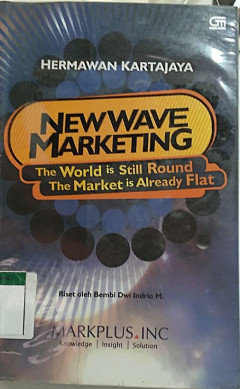 GM
HERMAWAN KARTAJAYA
NEW WAVE
MARKETING
The World is Still Round
The Market is Already Flat
Riset oleh Bembi Dwi Indrio M.
MARKPLUS.INC
Knowledge | Insight | Solution